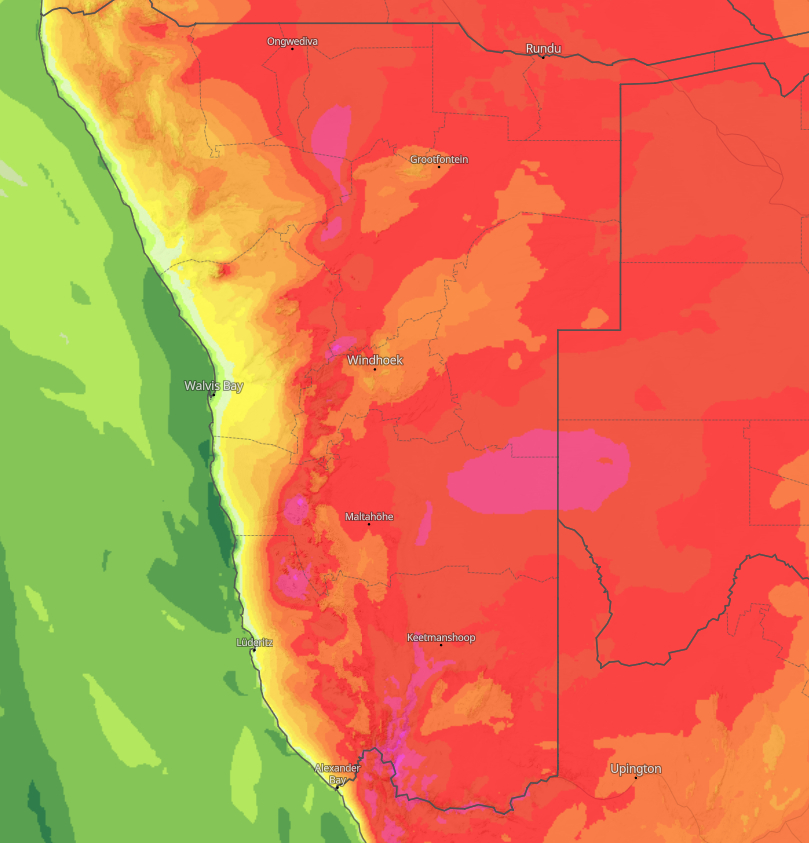 Ongwediva
Rundu
Grootfontein
Windhoek
Walvis Bay
Maltahöhe
Keetmanshoop
Lüderitz
Alexander
Bay
Upington